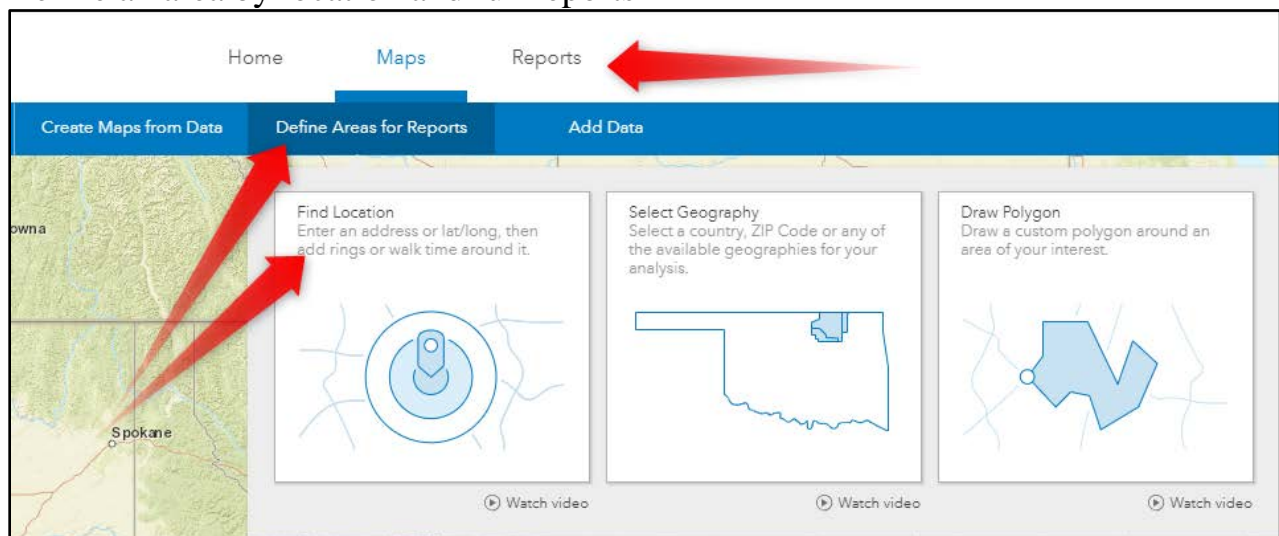 Home Maps Reports
Create Maps from Data Define Areas for Reports Add Data
owna
Spokane
Find Location
Enter an address or lat/long, then
add rings or walk time around it.
Watch video
Select Geography
Select a country, ZIP Code or any of
the available geographies for your
analysis.
Watch video
Draw Polygon
Draw a custom polygon around an
area of your interest.
Watch video